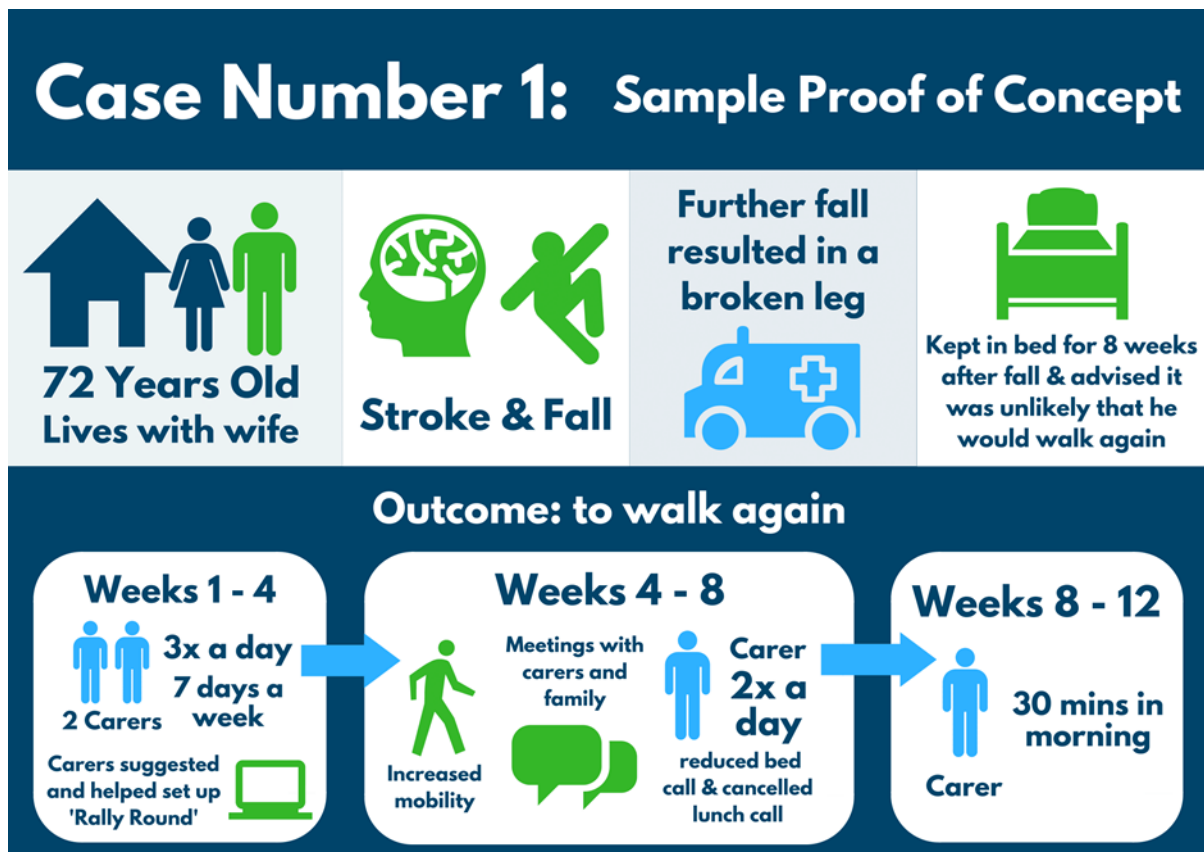 Case Number 1: Sample Proof of Concept
72 Years Old
Lives with wife
Stroke & Fall
Further fall
resulted in a
broken leg
Kept in bed for 8 weeks
after fall & advised it
was unlikely that he
would walk again
Outcome: to walk again
Weeks 1 - 4
2 Carers
3x a day
7 days a
week
Carers suggested
and helped set up
'Rally Round'
Weeks 4 - 8
Increased
mobility
Meetings with
carers and
family
Carer
2x a
day
reduced bed
call & cancelled
lunch call
Weeks 8 - 12
Carer
30 mins in
morning